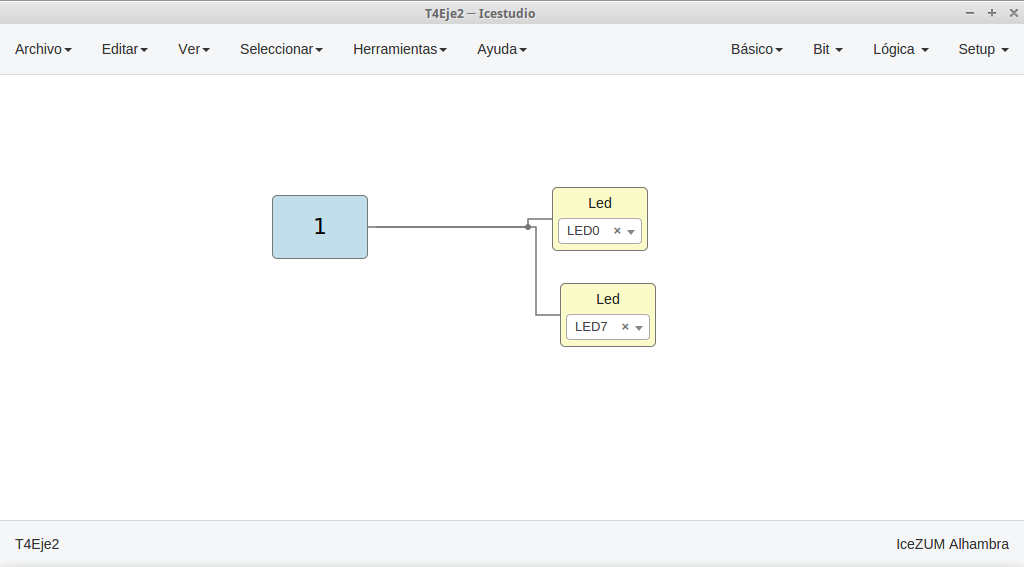 T4Eje2 — Icestudio
Archivo Editar Ver Seleccionar Herramientas Ayuda Básico Bit Lógica Setup
1
Led
LED0 ×
Led
LED7 ×
T4Eje2 IceZUM Alhambra